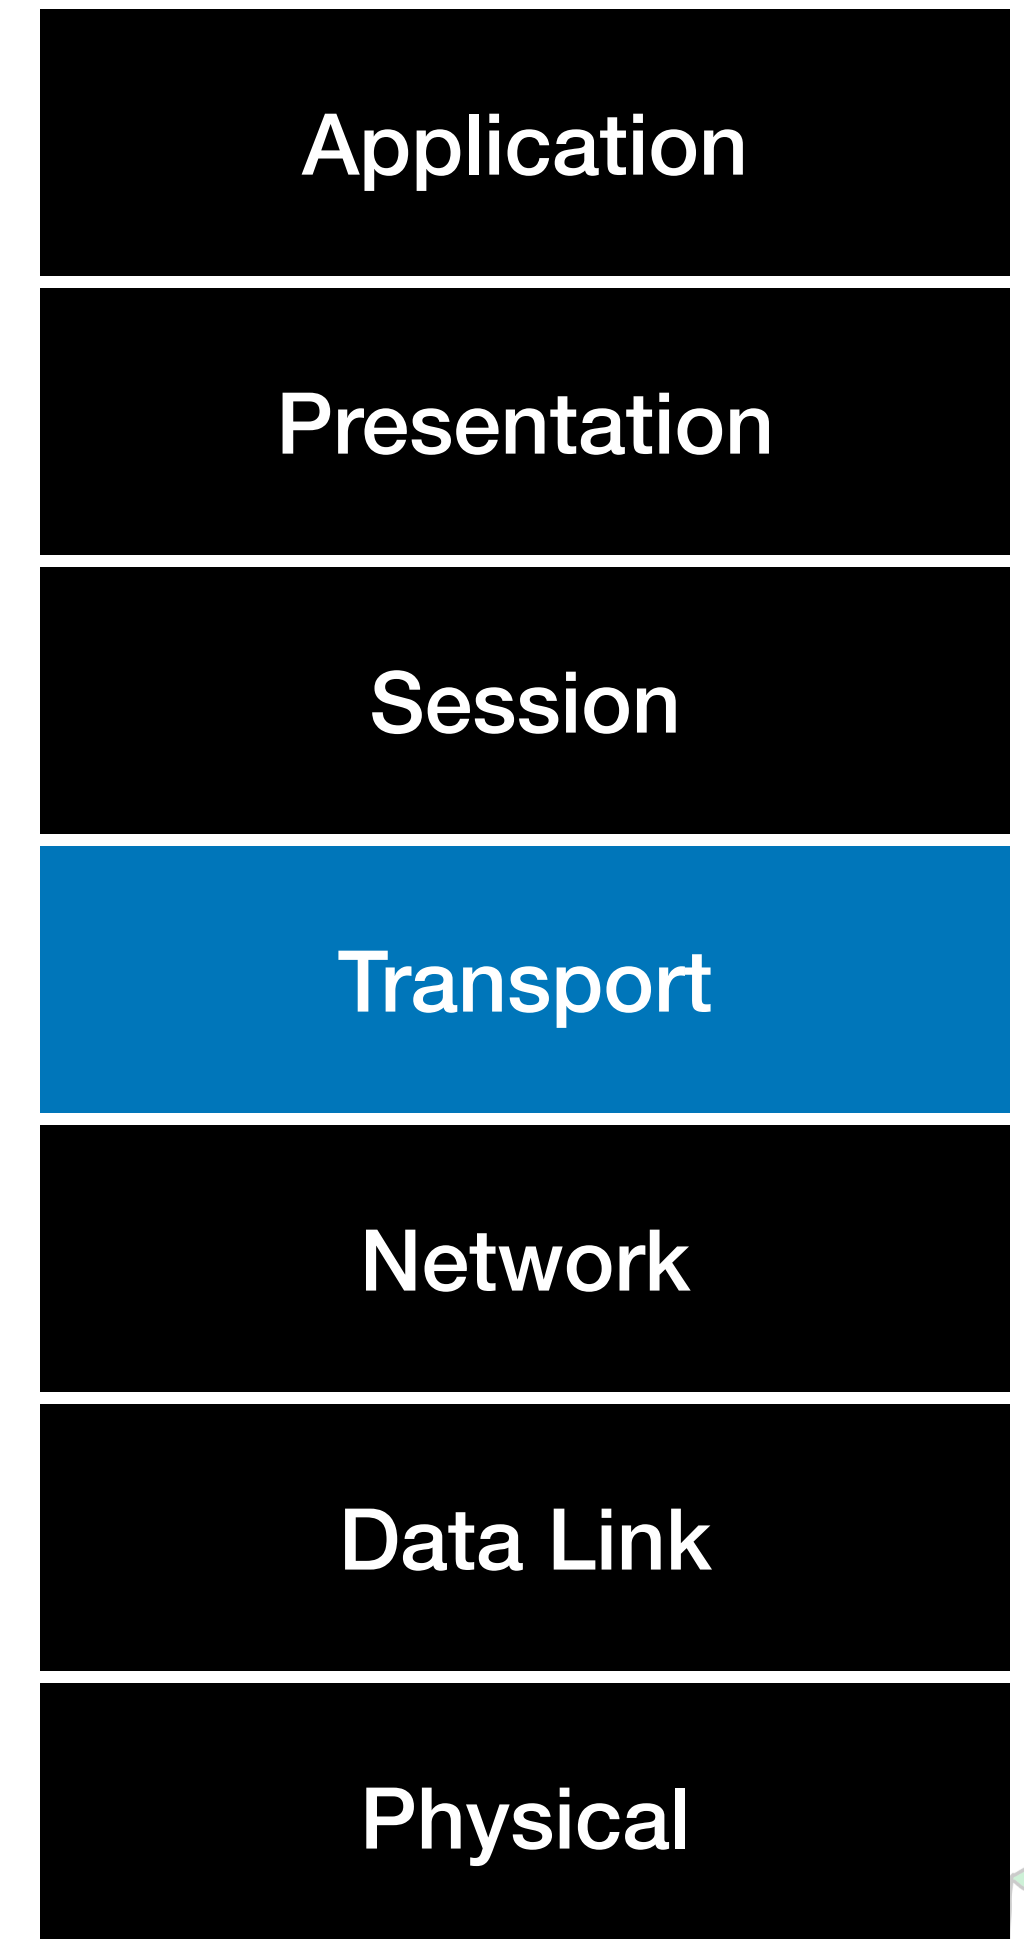 Application
Presentation
Session
Transport
Network
Data Link
Physical